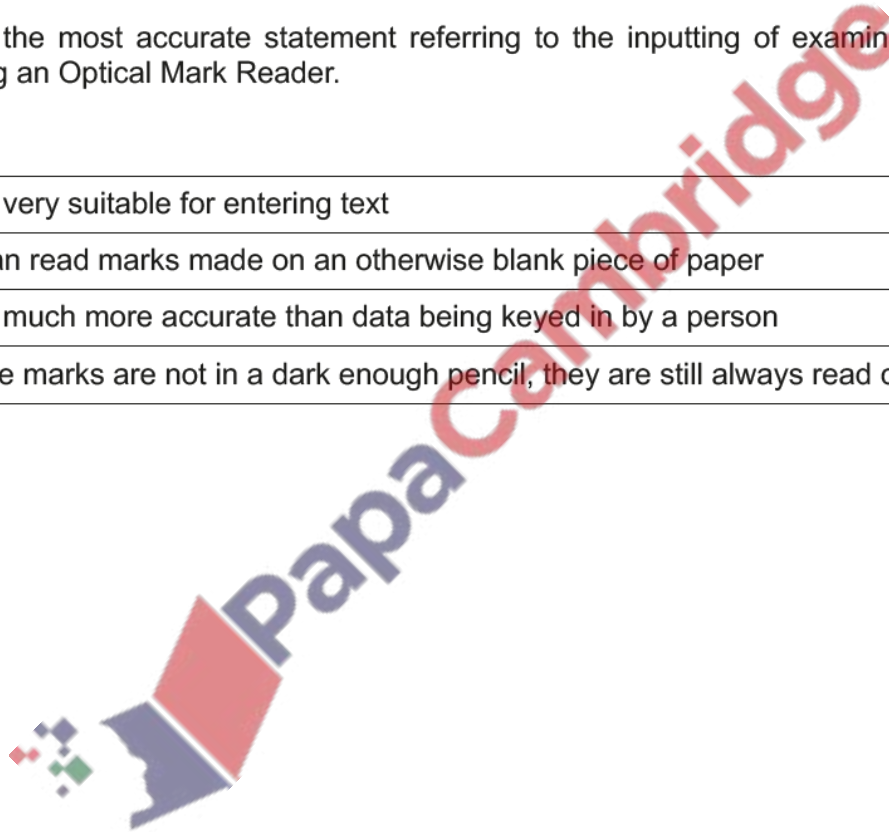 the most accurate statement referring to the inputting of examin
g an Optical Mark Reader.
very suitable for entering text
an read marks made on an otherwise blank piece of paper
much more accurate than data being keyed in by a person
e marks are not in a dark enough pencil, they are still always read
PapaCambridge